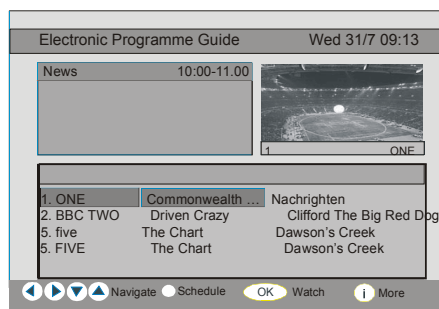 Electronic Programme Guide Wed 31/7 09:13
News 10:00-11.00
1 ONE
1. ONE Commonwealth ... Nachrighten
2. BBC TWO Driven Crazy Clifford The Big Red Dog
5. five The Chart Dawson's Creek
5. FIVE The Chart Dawson's Creek
Navigate Schedule OK Watch i More